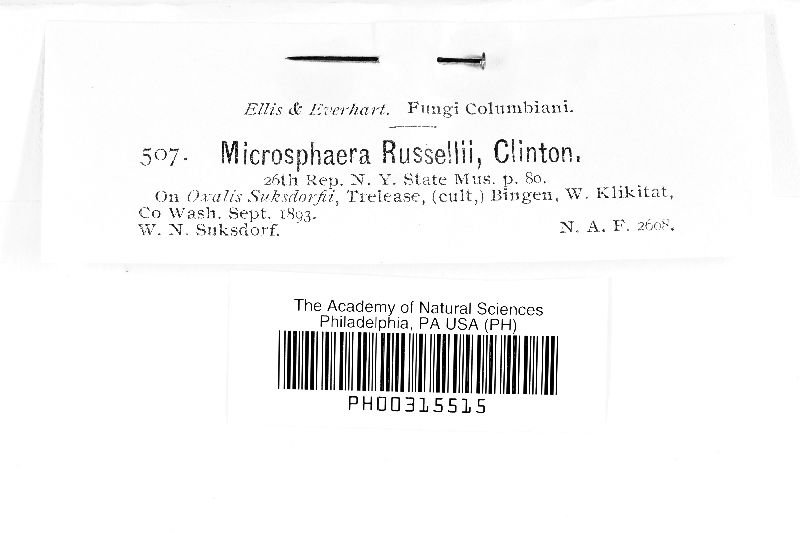 Ellis & Everhart. Fungi Columbiani.
507. Microsphaera Russellii, Clinton.
26th Rep. N. Y. State Mus. p. 80.
On Oxalis Suksdorfii, Trelease, (cult,) Bingen, W. Klikitat,
Co Wash. Sept. 1893.
W. N. Suksdorf. N. A. F. 2608.
The Academy of Natural Sciences
Philadelphia, PA USA (PH)
PH00315515